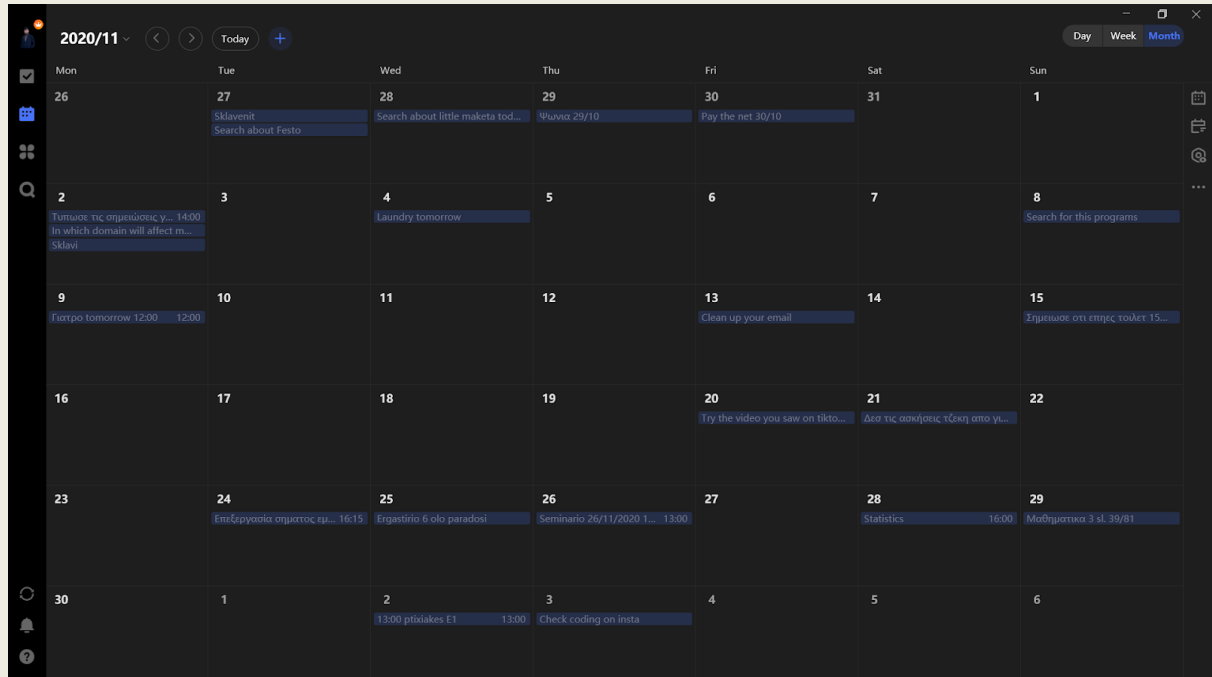 2020/11
Today
Day Week Month
Mon Tue Wed Thu Fri Sat Sun
26 27 28 29 30 31 1
Sklavenit
Search about little maketa tod...
Ψωνια 29/10
Pay the net 30/10
Search about Festo
2 3 4 5 6 7 8
Τυπωσε τις σημειώσεις γ... 14:00
Laundry tomorrow
Search for this programs
In which domain will affect m...
Sklavi
9 10 11 12 13 14 15
Γιατρο tomorrow 12:00 12:00
Clean up your email
Σημειωσε οτι επηες τοιλετ 15...
16 17 18 19 20 21 22
Try the video you saw on tikto...
Δεσ τις ασκήσεις τζεκη απο γι...
23 24 25 26 27 28 29
Επεξεργασία σηματος εμ... 16:15
Ergastirio 6 olo paradosi
Seminario 26/11/2020 1... 13:00
Statistics 16:00
Μαθηματικα 3 sl. 39/81
30 1 2 3 4 5 6
13:00 ptixiakes E1 13:00
Check coding on insta